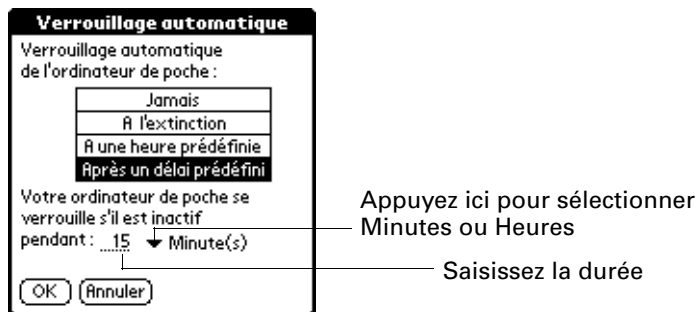 Verrouillage automatique
Verrouillage automatique
de l'ordinateur de poche :
Jamais
A l'extinction
A une heure prédéfinie
Après un délai prédéfini
Votre ordinateur de poche se
verrouille s'il est inactif
pendant : 15 Minute(s)
OK Annuler
Appuyez ici pour sélectionner
Minutes ou Heures
Saisissez la durée